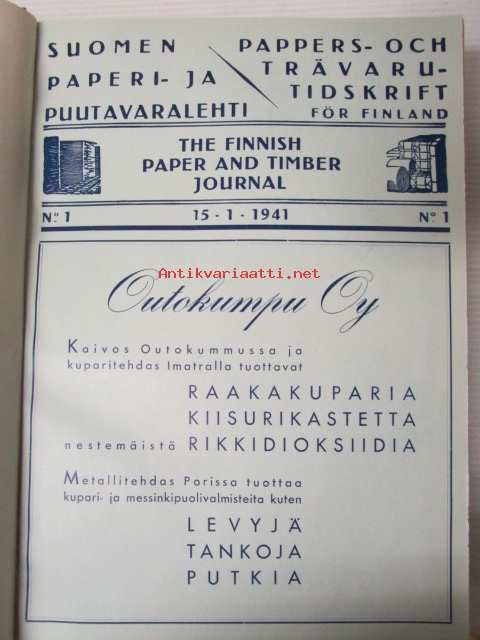 SUOMEN
PAPERI- JA
PUUTAVARALEHTI
PAPPERS- OCH
TRÄVARU-
TIDSKRIFT
FÖR FINLAND
THE FINNISH
PAPER AND TIMBER
JOURNAL
No 1
15 - 1 - 1941
No 1
Antikvariaatti.net
Outokumpu Oy
Kaivos Outokummussa ja
kuparitehdas Imatralla tuottavat
RAAKAKUPARIA
KIISURIKASTETTA
nestemäistä RIKKIDIOKSIIDIA
Metallitehdas Porissa tuottaa
kupari- ja messinkipuolivalmisteita kuten
LEVYJÄ
TANKOJA
PUTKIA